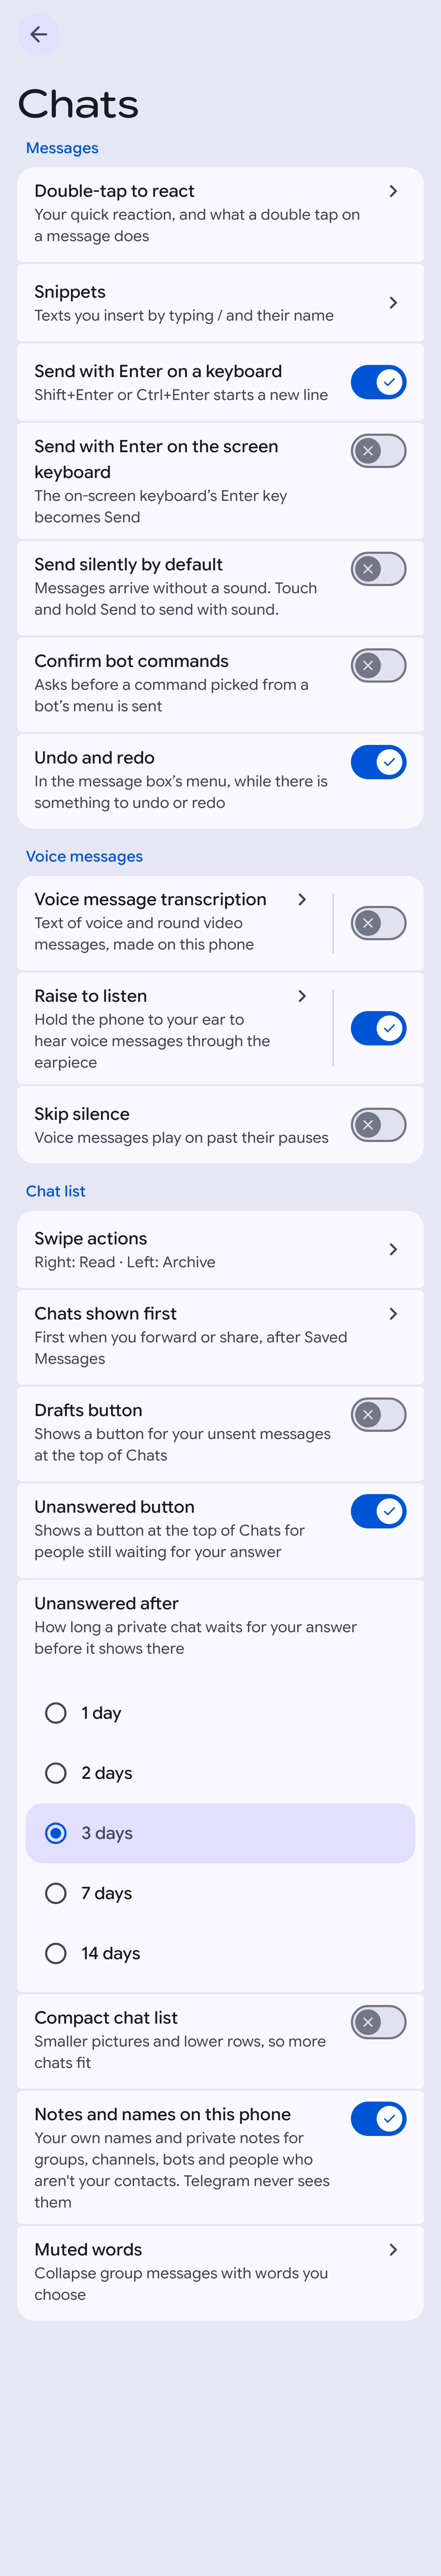 Chats
Messages
Double-tap to react
Your quick reaction, and what a double tap on
a message does
Snippets
Texts you insert by typing / and their name
Send with Enter on a keyboard
Shift+Enter or Ctrl+Enter starts a new line
Send with Enter on the screen
keyboard
The on-screen keyboard’s Enter key
becomes Send
Send silently by default
Messages arrive without a sound. Touch
and hold Send to send with sound.
Confirm bot commands
Asks before a command picked from a
bot’s menu is sent
Undo and redo
In the message box’s menu, while there is
something to undo or redo
Voice messages
Voice message transcription
Text of voice and round video
messages, made on this phone
Raise to listen
Hold the phone to your ear to
hear voice messages through the
earpiece
Skip silence
Voice messages play on past their pauses
Chat list
Swipe actions
Right: Read · Left: Archive
Chats shown first
First when you forward or share, after Saved
Messages
Drafts button
Shows a button for your unsent messages
at the top of Chats
Unanswered button
Shows a button at the top of Chats for
people still waiting for your answer
Unanswered after
How long a private chat waits for your answer
before it shows there
1 day
2 days
3 days
7 days
14 days
Compact chat list
Smaller pictures and lower rows, so more
chats fit
Notes and names on this phone
Your own names and private notes for
groups, channels, bots and people who
aren't your contacts. Telegram never sees
them
Muted words
Collapse group messages with words you
choose